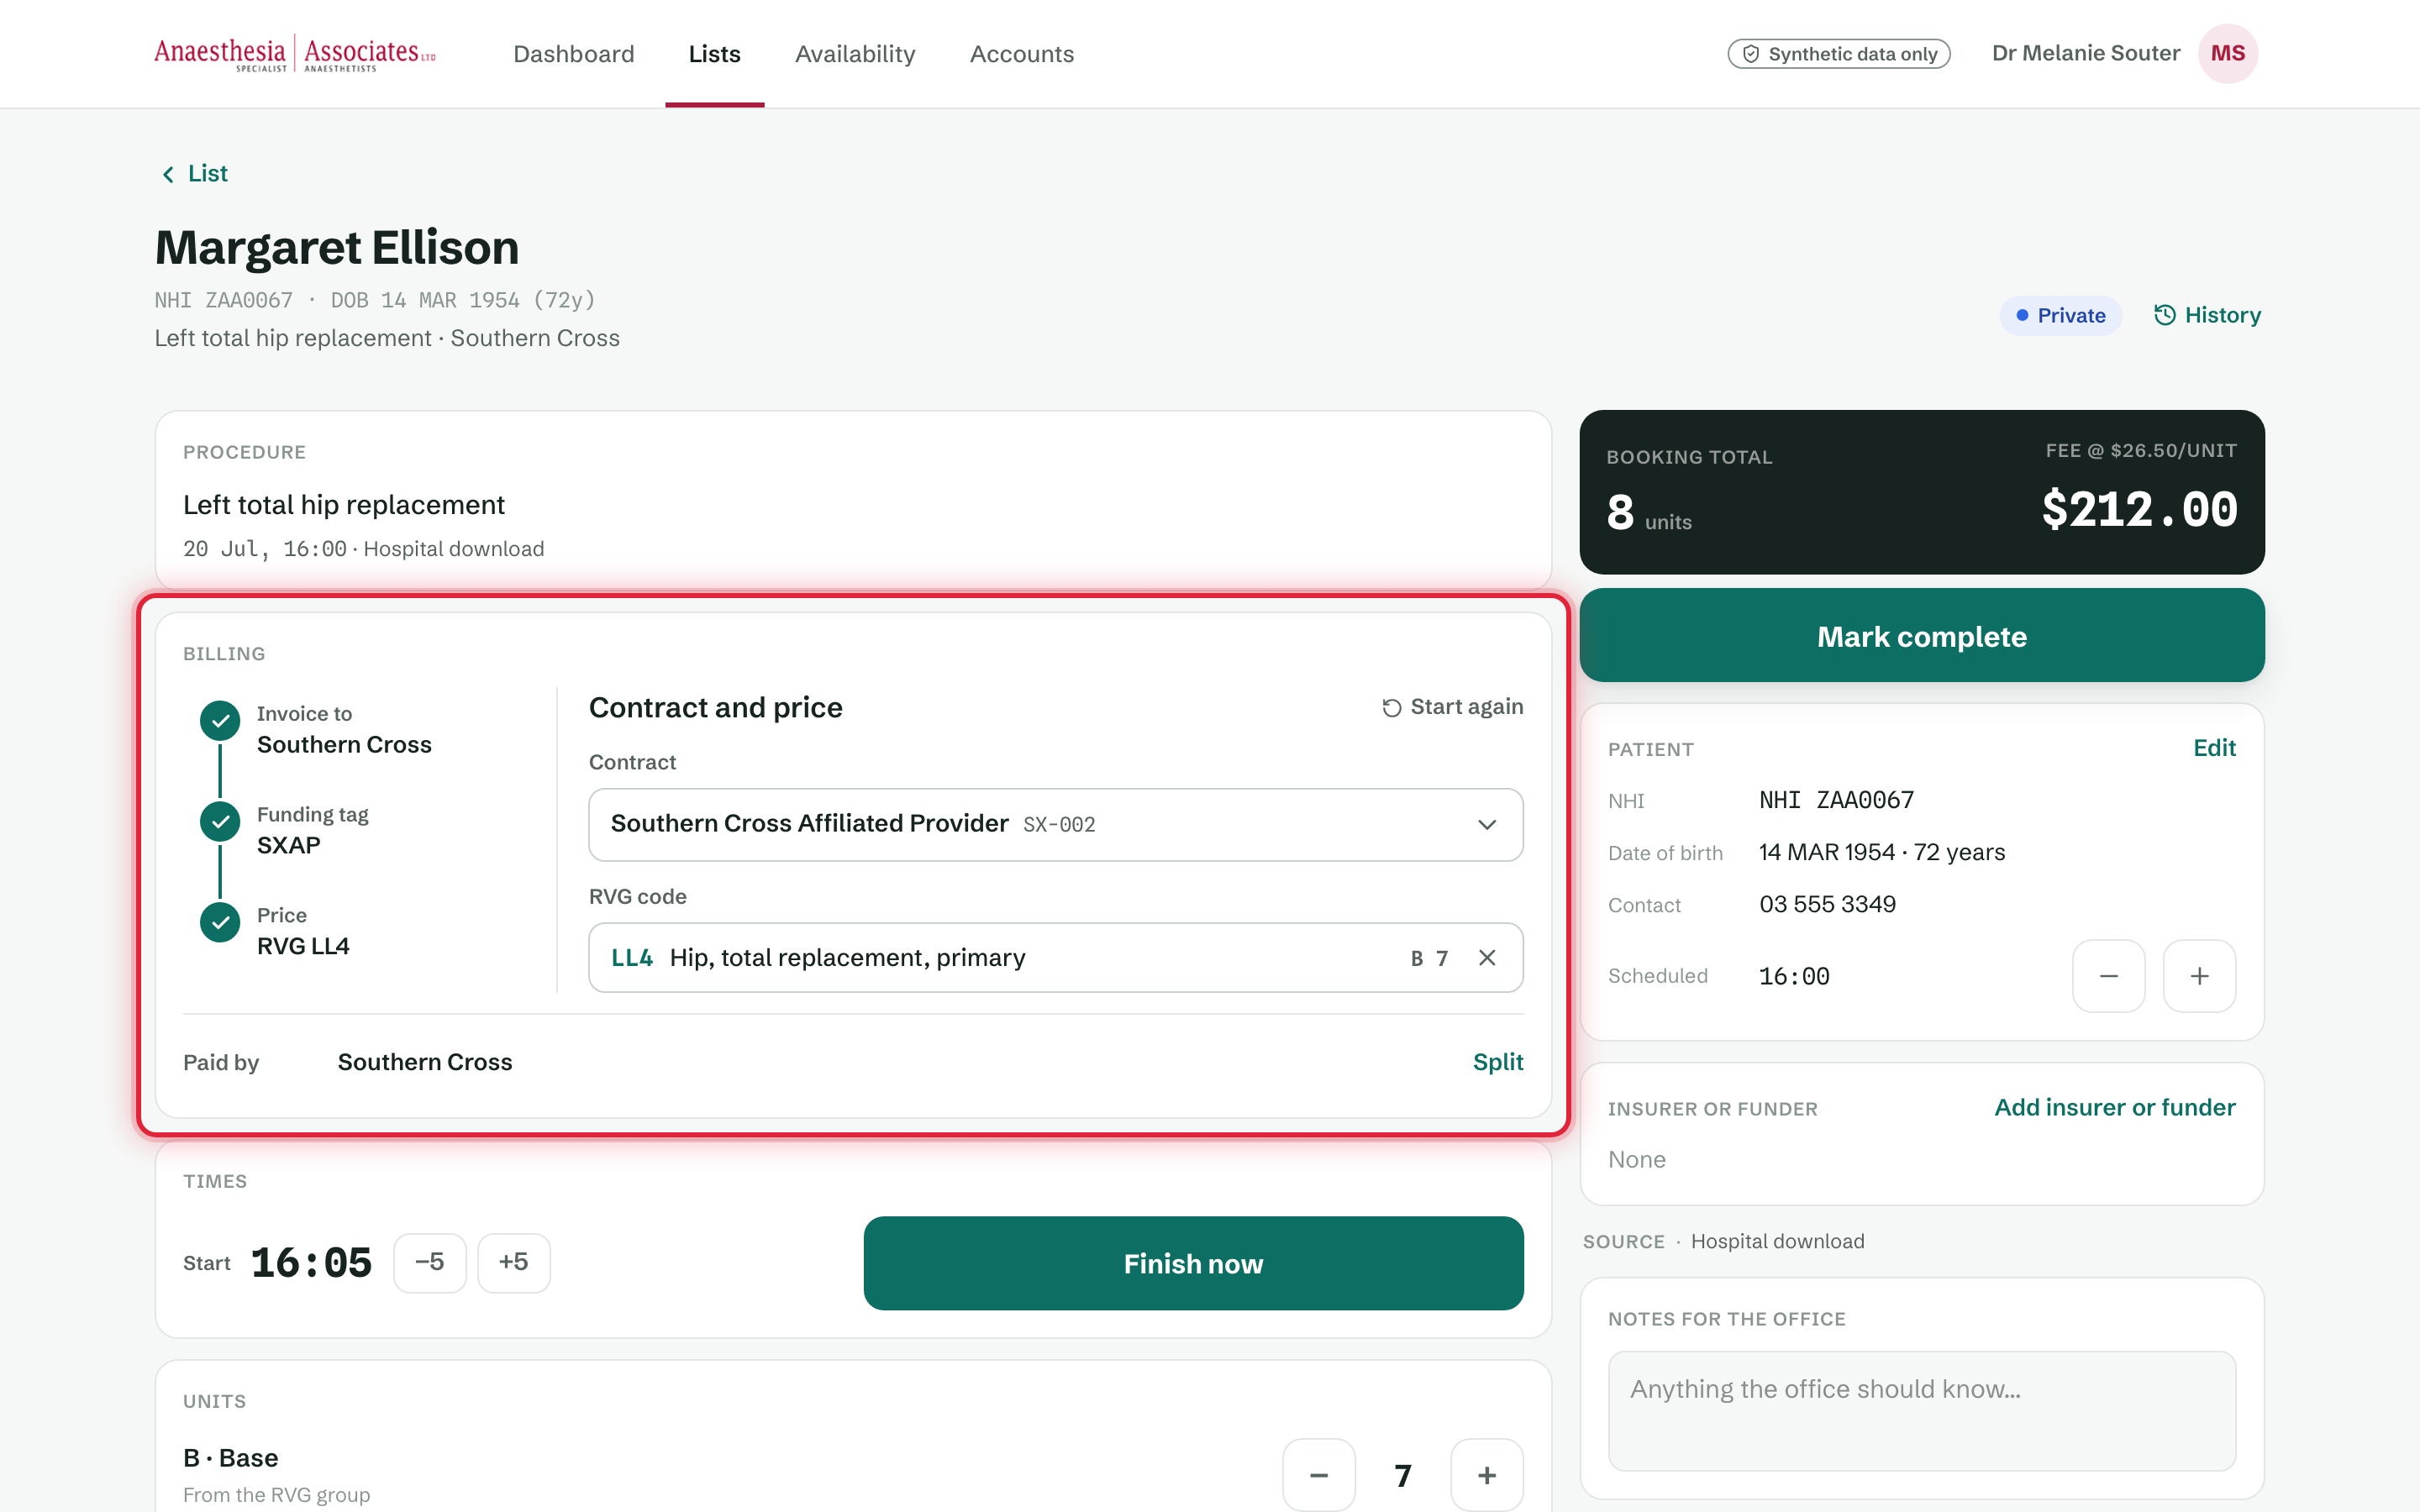 Anaesthesia | Associates LTD
SPECIALIST ANAESTHETISTS
Dashboard
Lists
Availability
Accounts
Synthetic data only
Dr Melanie Souter
MS
List
Margaret Ellison
NHI ZAA0067 · DOB 14 MAR 1954 (72y)
Left total hip replacement · Southern Cross
Private
History
PROCEDURE
Left total hip replacement
20 Jul, 16:00 · Hospital download
BILLING
Invoice to
Southern Cross
Funding tag
SXAP
Price
RVG LL4
Contract and price
Start again
Contract
Southern Cross Affiliated Provider SX-002
RVG code
LL4 Hip, total replacement, primary B 7
Paid by Southern Cross Split
TIMES
Start 16:05 −5 +5
Finish now
UNITS
B · Base
From the RVG group
− 7 +
BOOKING TOTAL
8 units
FEE @ $26.50/UNIT
$212.00
Mark complete
PATIENT Edit
NHI NHI ZAA0067
Date of birth 14 MAR 1954 · 72 years
Contact 03 555 3349
Scheduled 16:00 − +
INSURER OR FUNDER Add insurer or funder
None
SOURCE · Hospital download
NOTES FOR THE OFFICE
Anything the office should know...